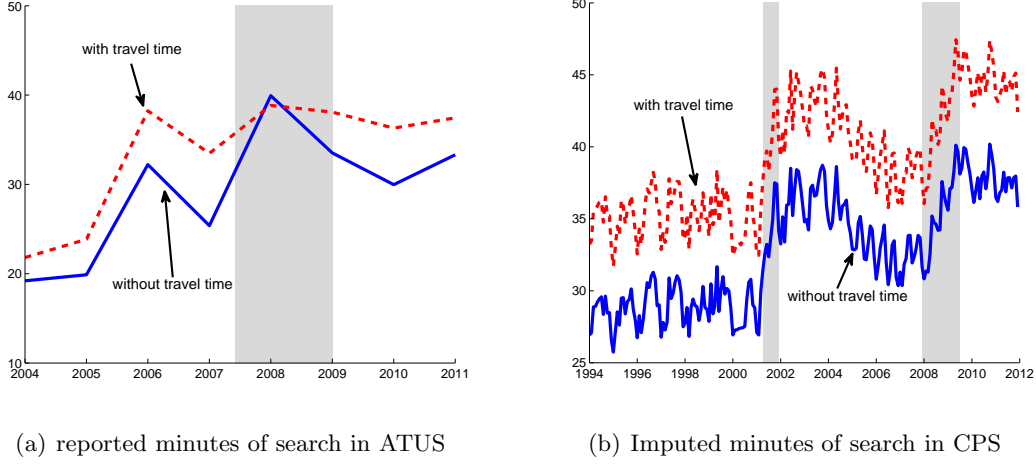 50
40
30
20
10
2004 2005 2006 2007 2008 2009 2010 2011
with travel time
without travel time
(a) reported minutes of search in ATUS
50
45
40
35
30
25
1994 1996 1998 2000 2002 2004 2006 2008 2010 2012
with travel time
without travel time
(b) Imputed minutes of search in CPS